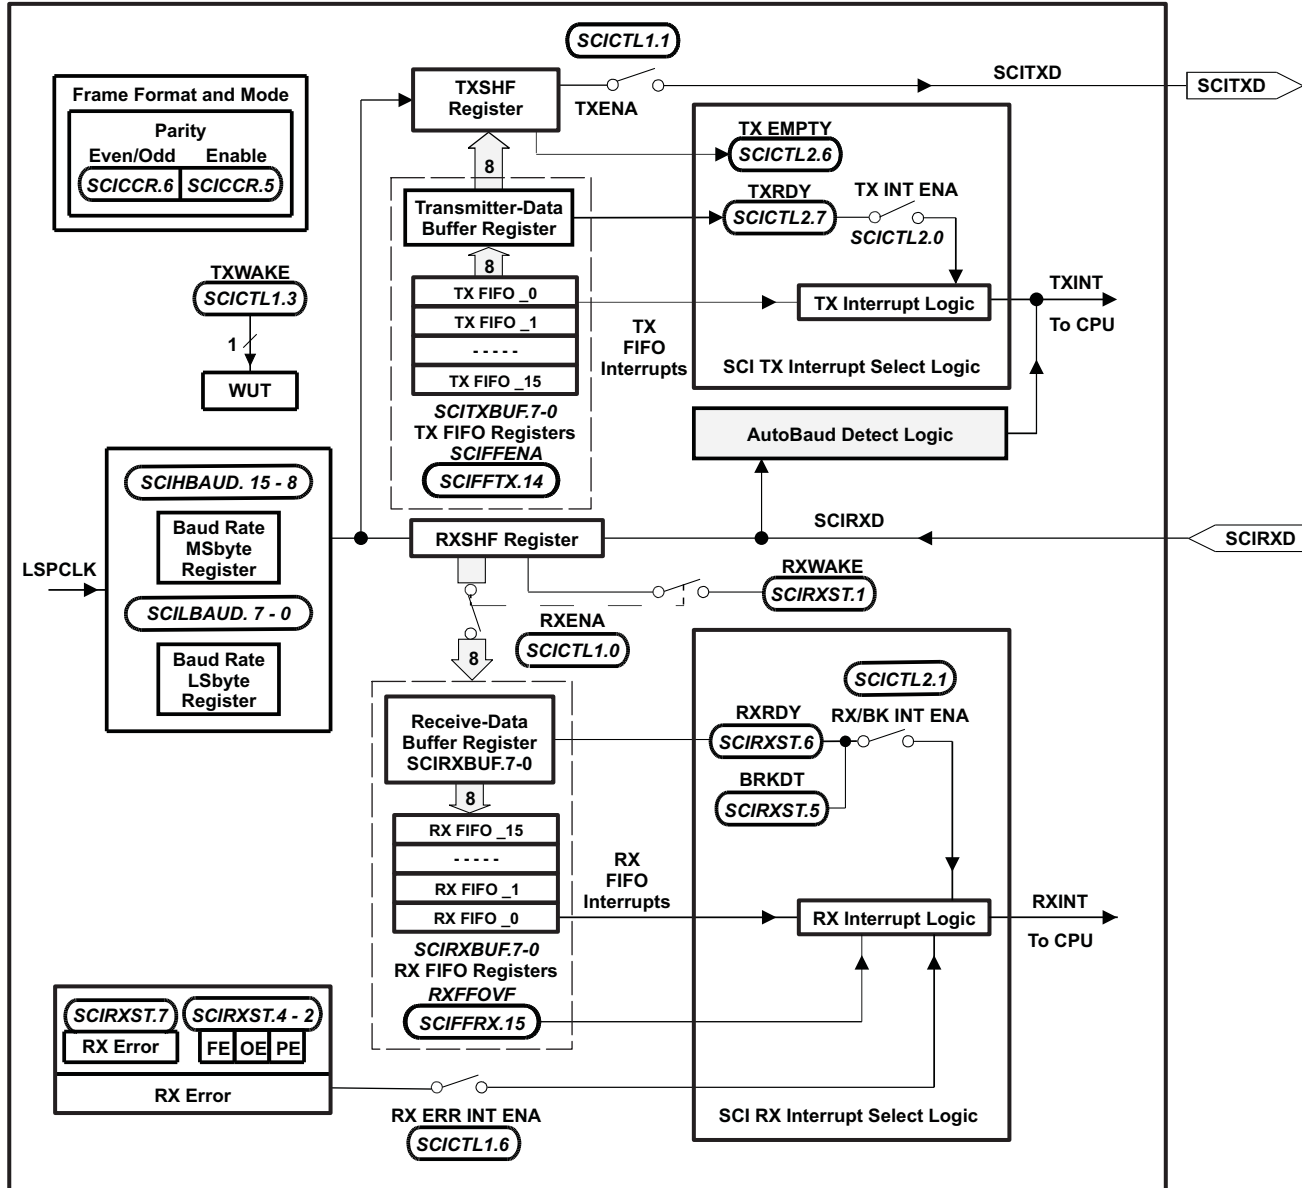 SCICTL1.1
TXSHF
Register
TXENA
SCITXD
SCITXD
Frame Format and Mode
Parity
Even/Odd Enable
SCICCR.6 SCICCR.5
TX EMPTY
SCICTL2.6
8
Transmitter-Data
Buffer Register
TXRDY
SCICTL2.7
TX INT ENA
SCICTL2.0
8
TXWAKE
SCICTL1.3
1
WUT
TX FIFO _0
TX FIFO _1
- - - - -
TX FIFO _15
TX
FIFO
Interrupts
TX Interrupt Logic
TXINT
To CPU
SCI TX Interrupt Select Logic
SCITXBUF.7-0
TX FIFO Registers
SCIFFENA
SCIFFTX.14
AutoBaud Detect Logic
LSPCLK
SCIHBAUD. 15 - 8
Baud Rate
MSbyte
Register
SCILBAUD. 7 - 0
Baud Rate
LSbyte
Register
RXSHF Register
SCIRXD
SCIRXD
RXWAKE
SCIRXST.1
RXENA
SCICTL1.0
8
Receive-Data
Buffer Register
SCIRXBUF.7-0
8
SCICTL2.1
RXRDY
SCIRXST.6
RX/BK INT ENA
BRKDT
SCIRXST.5
RX FIFO _15
- - - - -
RX FIFO _1
RX FIFO _0
RX
FIFO
Interrupts
RX Interrupt Logic
RXINT
To CPU
SCIRXBUF.7-0
RX FIFO Registers
RXFFOVF
SCIFFRX.15
SCIRXST.7 SCIRXST.4 - 2
RX Error FE OE PE
RX Error
RX ERR INT ENA
SCICTL1.6
SCI RX Interrupt Select Logic